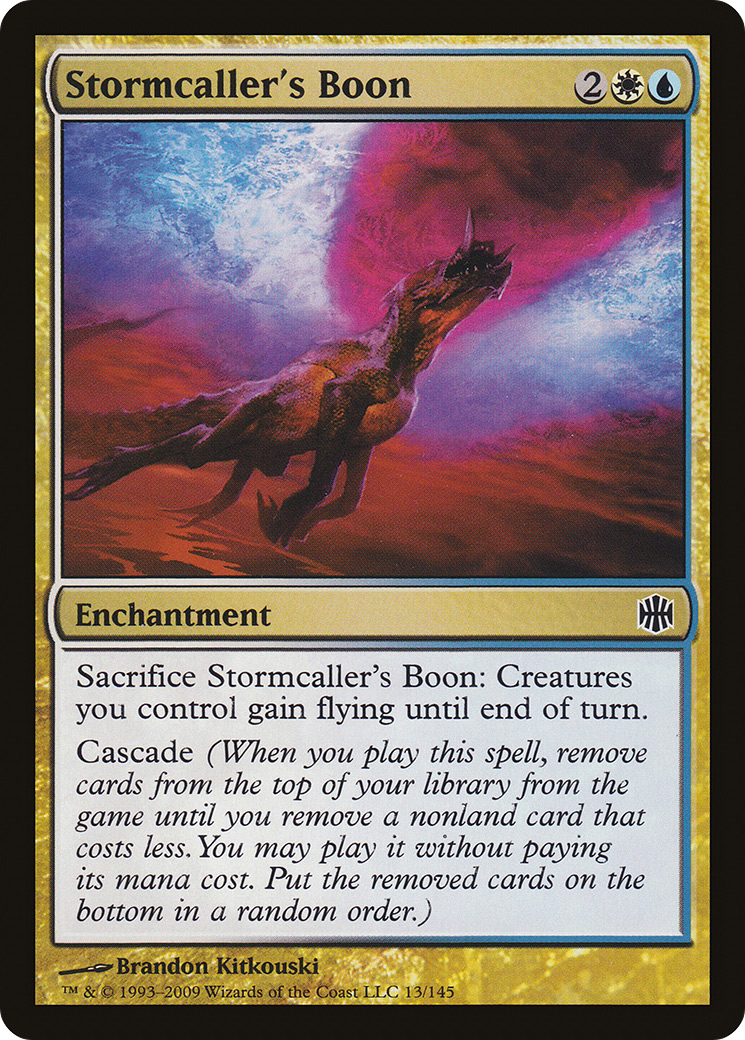 Stormcaller's Boon 2
Enchantment
Sacrifice Stormcaller's Boon: Creatures
you control gain flying until end of turn.
Cascade (When you play this spell, remove
cards from the top of your library from the
game until you remove a nonland card that
costs less. You may play it without paying
its mana cost. Put the removed cards on the
bottom in a random order.)
Brandon Kitkouski
™ & © 1993–2009 Wizards of the Coast LLC 13/145